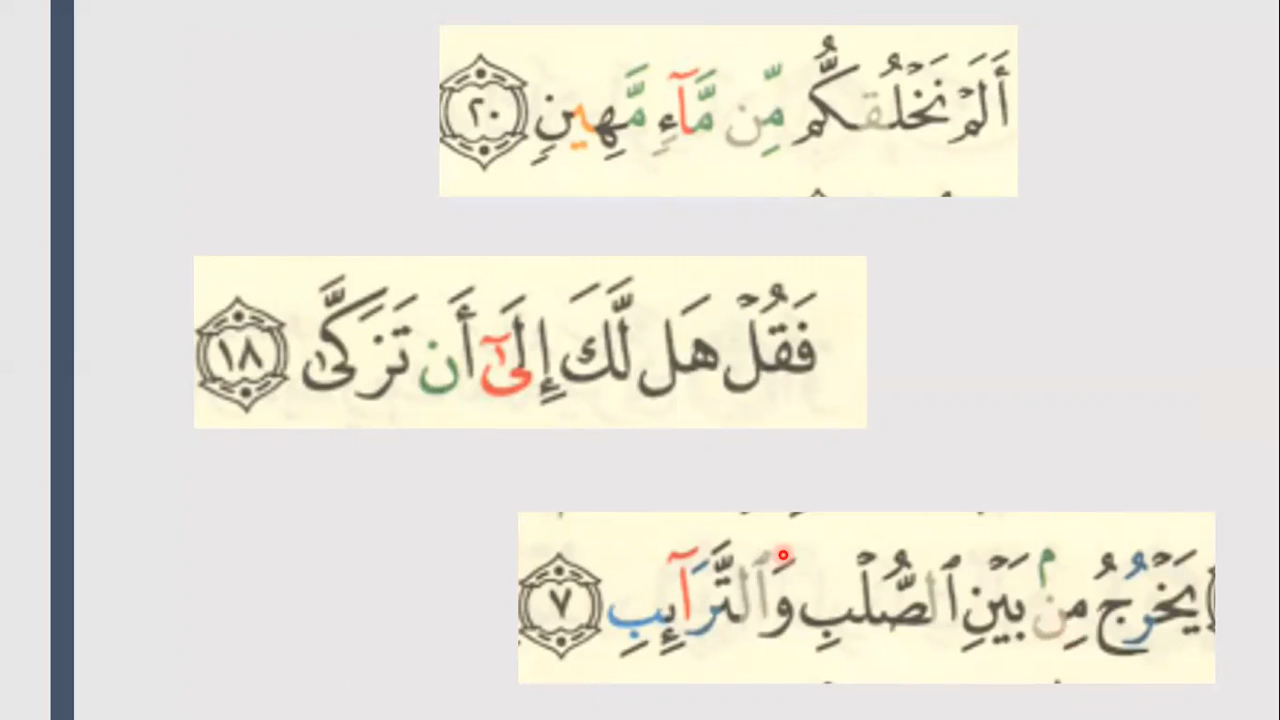 أَلَمْ نَخْلُقكُّم مِّن مَّآءٍ مَّهِينٍ ٢٠
فَقُلْ هَل لَّكَ إِلَىٰٓ أَن تَزَكَّىٰ ١٨
يَخْرُجُ مِنۢ بَيْنِ ٱلصُّلْبِ وَٱلتَّرَآئِبِ ٧